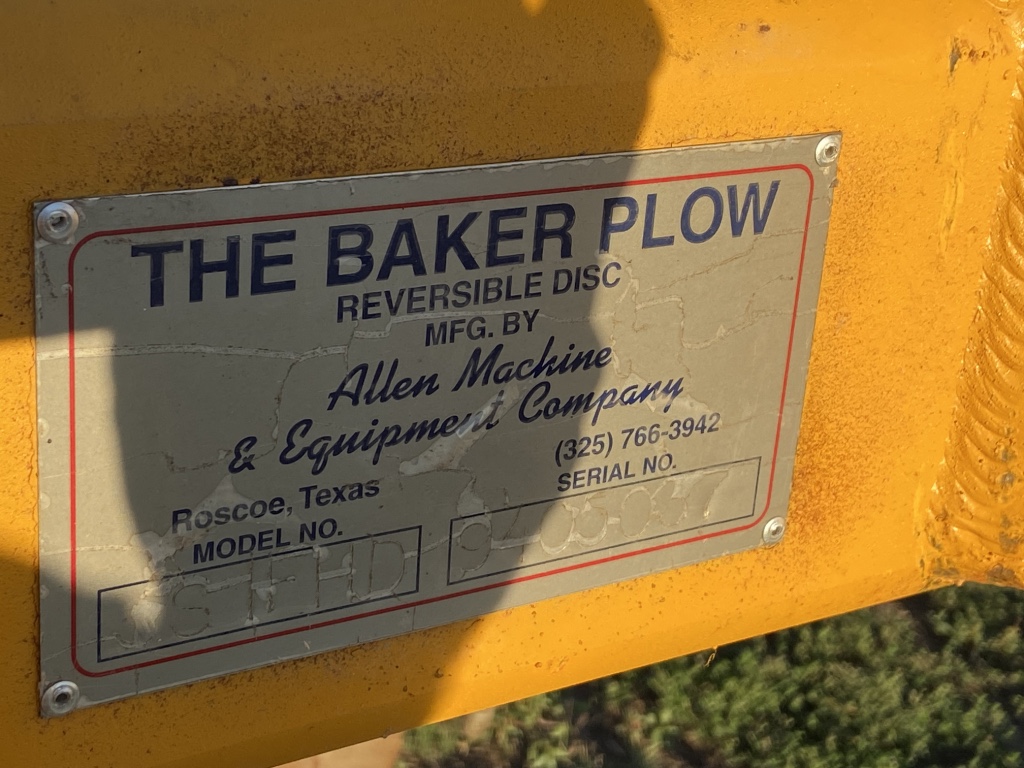 THE BAKER PLOW
REVERSIBLE DISC
MFG. BY
Allen Machine
& Equipment Company
Roscoe, Texas
(325) 766-3942
MODEL NO.
SERIAL NO.